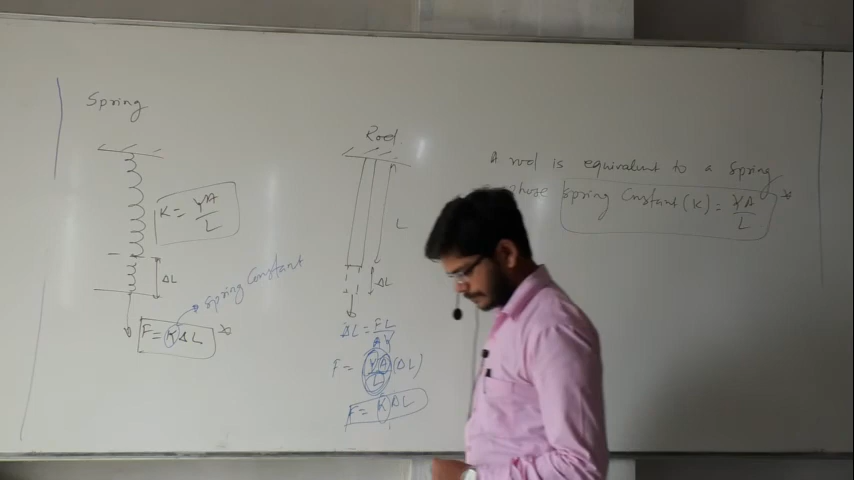 Spring
K = YA/L
ΔL
Spring Constant
F = KΔL *
Rod
L
ΔL
ΔL = FL/AY
F = (YA/L)(ΔL)
F = KΔL
A rod is equivalent to a spring
whose Spring Constant (K) = YA/L *